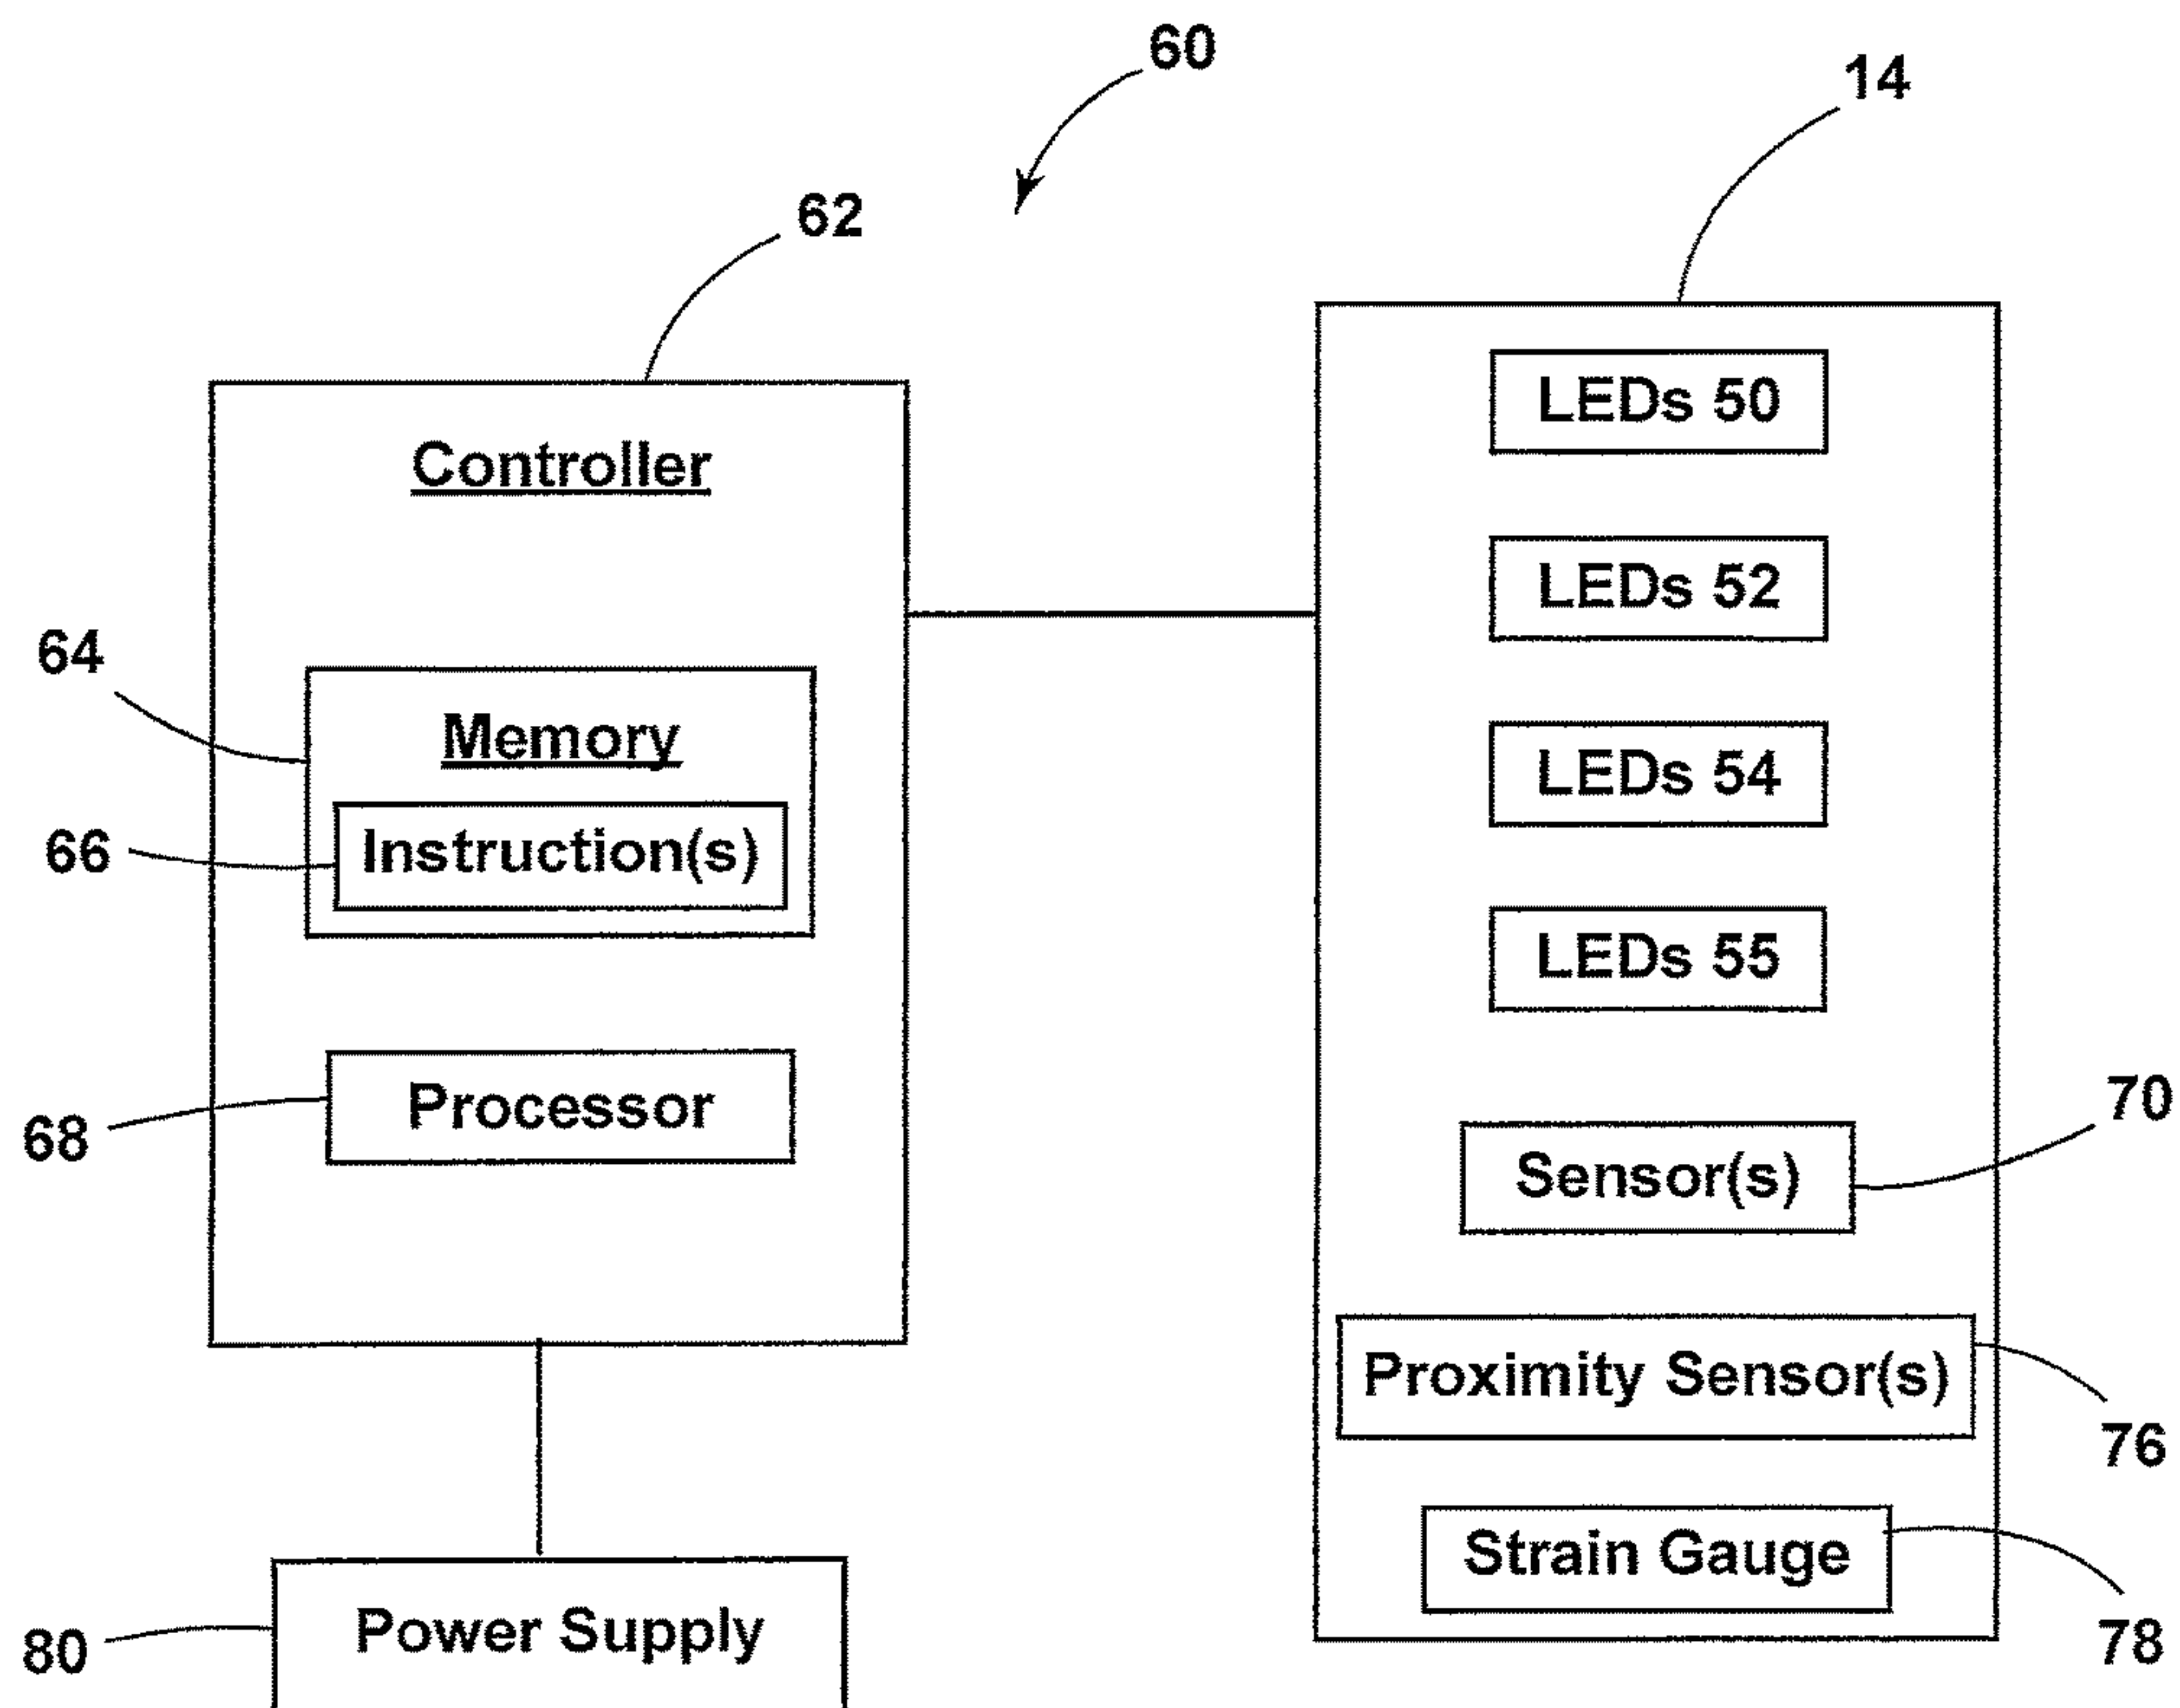 60
14
62
Controller
64
Memory
66
Instruction(s)
68
Processor
80
Power Supply
LEDs 50
LEDs 52
LEDs 54
LEDs 55
Sensor(s)
70
Proximity Sensor(s)
76
Strain Gauge
78